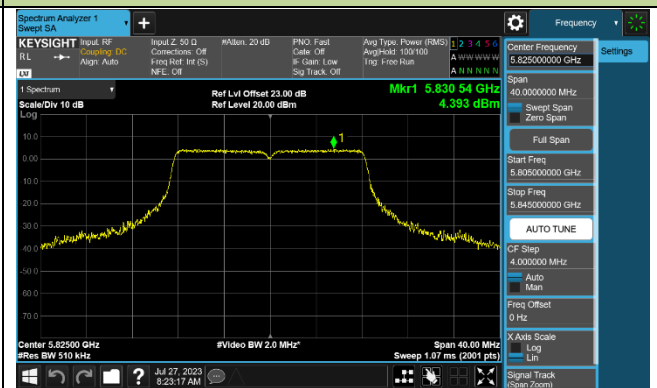 Spectrum Analyzer 1
Swept SA
+
Frequency
KEYSIGHT
RL
LXI
Input: RF
Coupling: DC
Align: Auto
Input Z: 50 Ω
Corrections: Off
Freq Ref: Int (S)
NFE: Off
#Atten: 20 dB
PNO: Fast
Gate: Off
IF Gain: Low
Sig Track: Off
Avg Type: Power (RMS)
Avg|Hold: 100/100
Trig: Free Run
1 2 3 4 5 6
A W W W W W
A N N N N N
1 Spectrum
Scale/Div 10 dB
Log
Ref Lvl Offset 23.00 dB
Ref Level 20.00 dBm
Mkr1 5.830 54 GHz
4.393 dBm
1
10.0
0.00
10.0
20.0
30.0
40.0
-50.0
60.0
70.0
Center 5.82500 GHz
#Res BW 510 kHz
#Video BW 2.0 MHz*
Span 40.00 MHz
Sweep 1.07 ms (2001 pts)
Jul 27, 2023
8:23:17 AM
?
Center Frequency
5.825000000 GHz
Settings
Span
40.0000000 MHz
Swept Span
Zero Span
Full Span
Start Freq
5.805000000 GHz
Stop Freq
5.845000000 GHz
AUTO TUNE
CF Step
4.000000 MHz
Auto
Man
Freq Offset
0 Hz
X Axis Scale
Log
Lin
Signal Track
(Span Zoom)